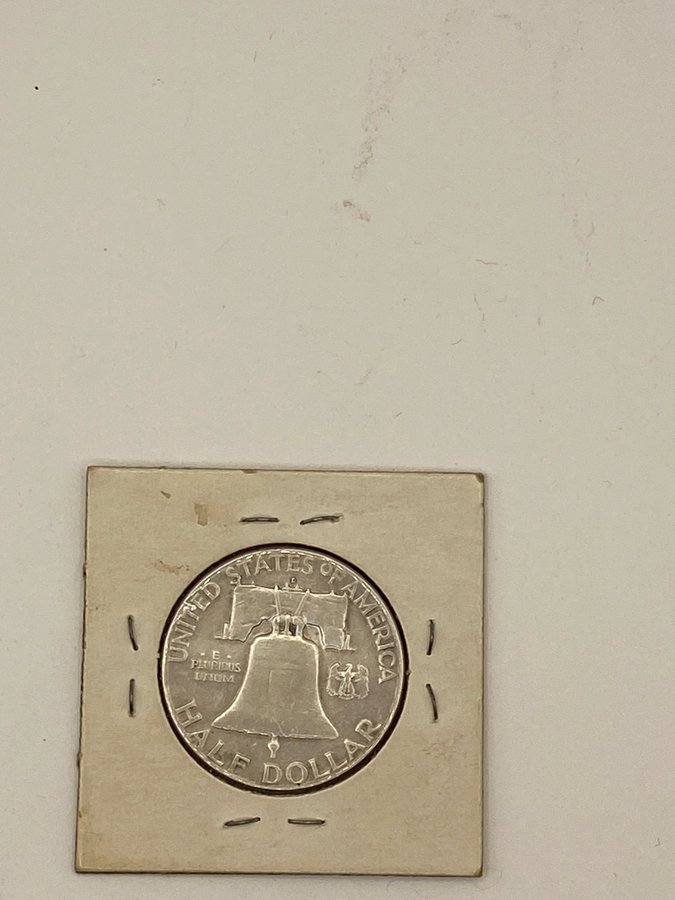 UNITED STATES OF AMERICA
· E ·
PLURIBUS
UNUM
HALF DOLLAR